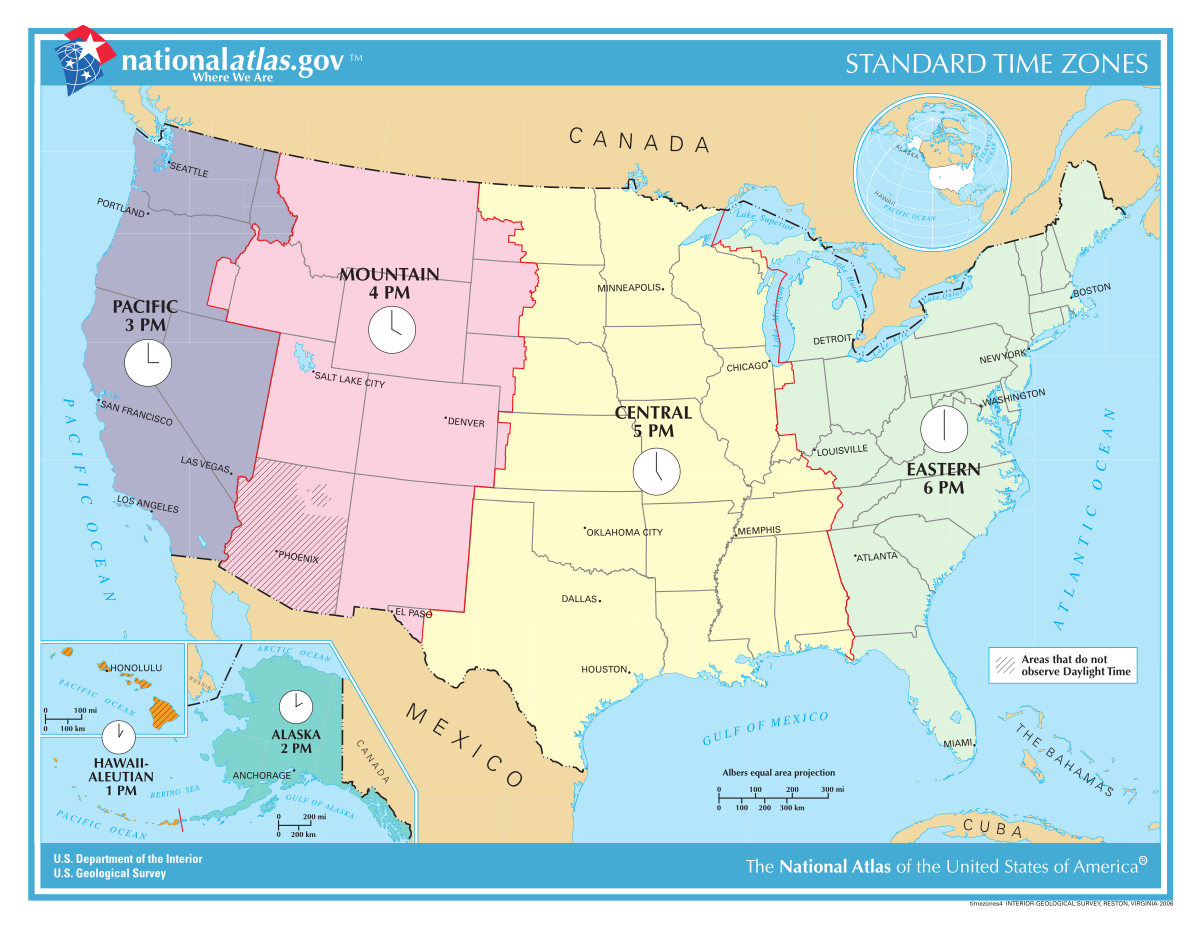 nationalatlas.gov ™
Where We Are
STANDARD TIME ZONES
CANADA
ALASKA
ATLANTIC
OCEAN
HAWAII
PACIFIC OCEAN
SEATTLE
PORTLAND
Lake Superior
Lake Michigan
Lake Huron
MOUNTAIN
4 PM
MINNEAPOLIS
BOSTON
PACIFIC
3 PM
DETROIT
NEW YORK
CHICAGO
SALT LAKE CITY
WASHINGTON
SAN FRANCISCO
DENVER
CENTRAL
5 PM
LOUISVILLE
EASTERN
6 PM
LAS VEGAS
LOS ANGELES
OKLAHOMA CITY
MEMPHIS
PHOENIX
ATLANTA
PACIFIC OCEAN
ATLANTIC OCEAN
DALLAS
EL PASO
HOUSTON
Areas that do not
observe Daylight Time
MEXICO
GULF OF MEXICO
MIAMI
THE BAHAMAS
CUBA
HONOLULU
PACIFIC OCEAN
0 100 mi
0 100 km
HAWAII-
ALEUTIAN
1 PM
ARCTIC OCEAN
RUSSIA
ALASKA
2 PM
CANADA
ANCHORAGE
BERING SEA
GULF OF ALASKA
PACIFIC OCEAN
0 200 mi
0 200 km
Albers equal area projection
0 100 200 300 mi
0 100 200 300 km
U.S. Department of the Interior
U.S. Geological Survey
The National Atlas of the United States of America®
timezones4 INTERIOR-GEOLOGICAL SURVEY, RESTON, VIRGINIA-2006